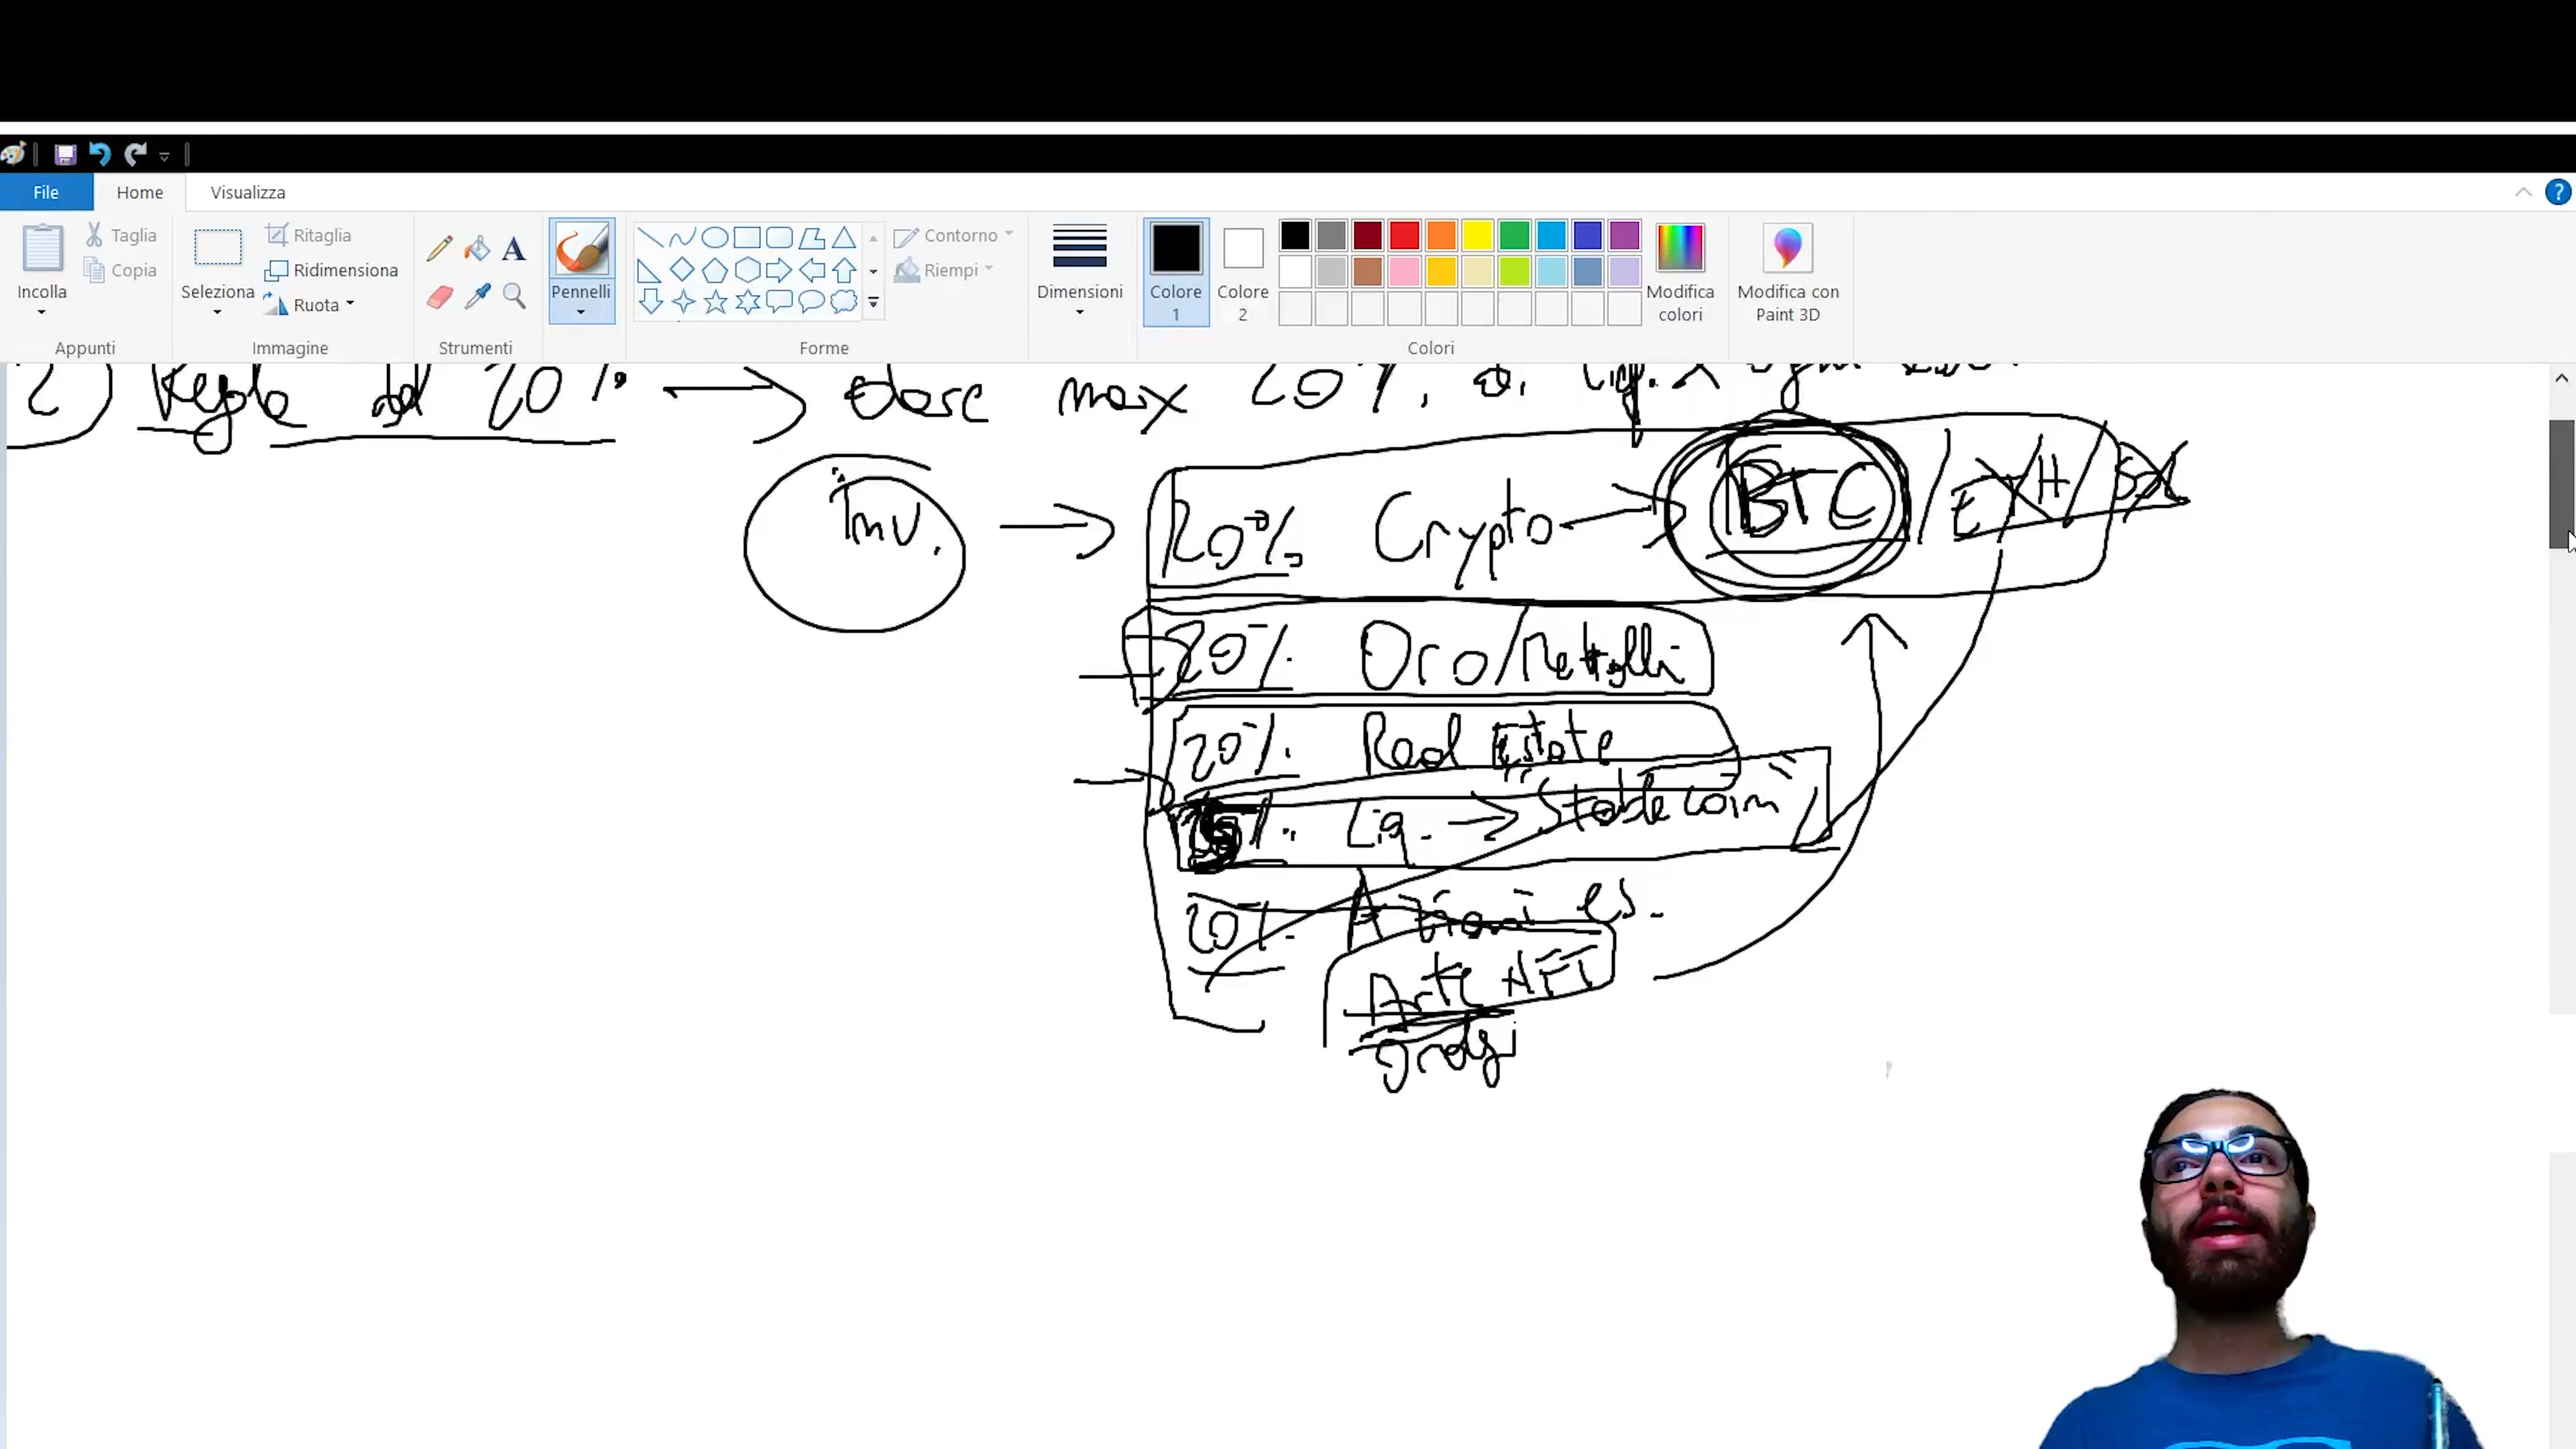 File Home Visualizza
Incolla Taglia Copia
Seleziona Ritaglia Ridimensiona Ruota
Pennelli
Contorno Riempi
Dimensioni
Colore 1 Colore 2
Modifica colori
Modifica con Paint 3D
Appunti Immagine Strumenti Forme Colori
2) Regola del 20% → max 20%
Inv. → 20% Crypto → BTC / ETH /
20% Oro/Metalli
20% Real Estate
%. Liq. → "Stable coin"
20%. Azioni es.
Arte NFT